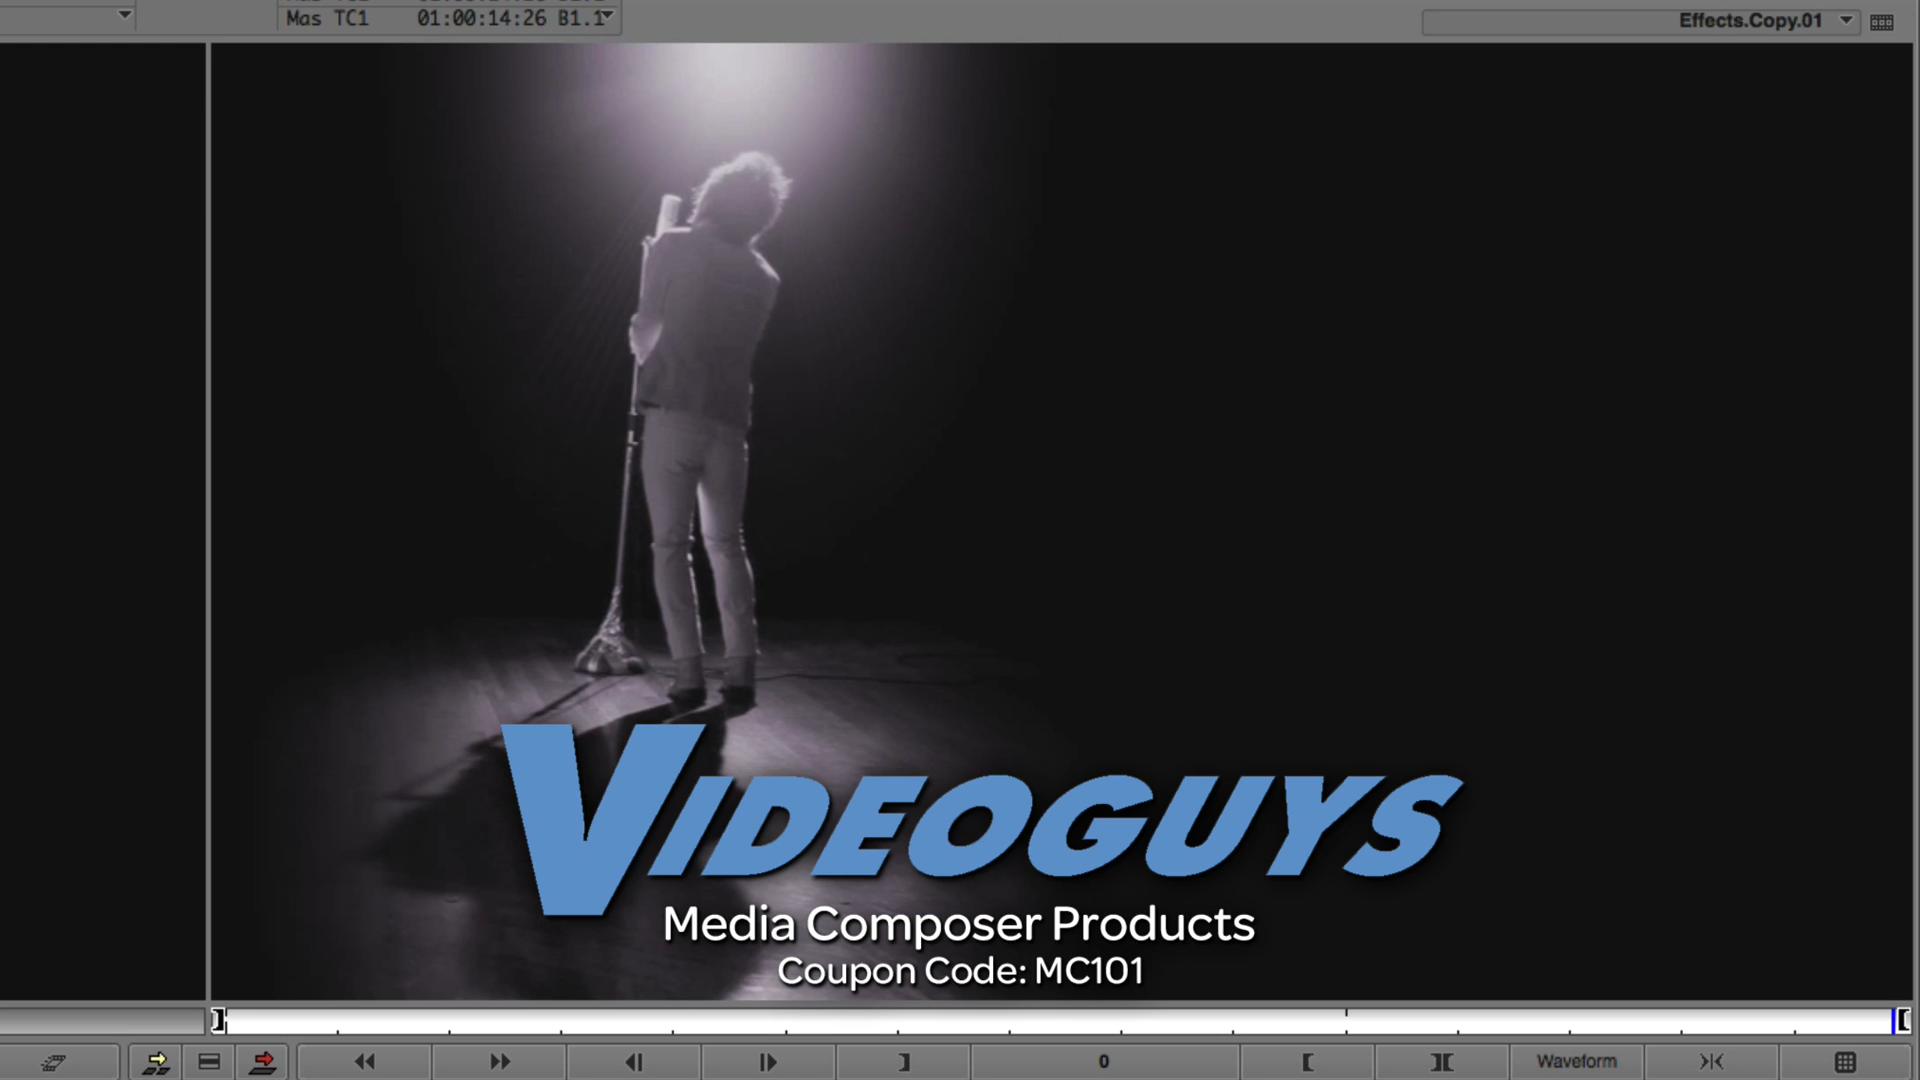 Mas TC1 01:00:14:26 B1.1
Effects.Copy.01
VIDEOGUYS
Media Composer Products
Coupon Code: MC101
0
Waveform